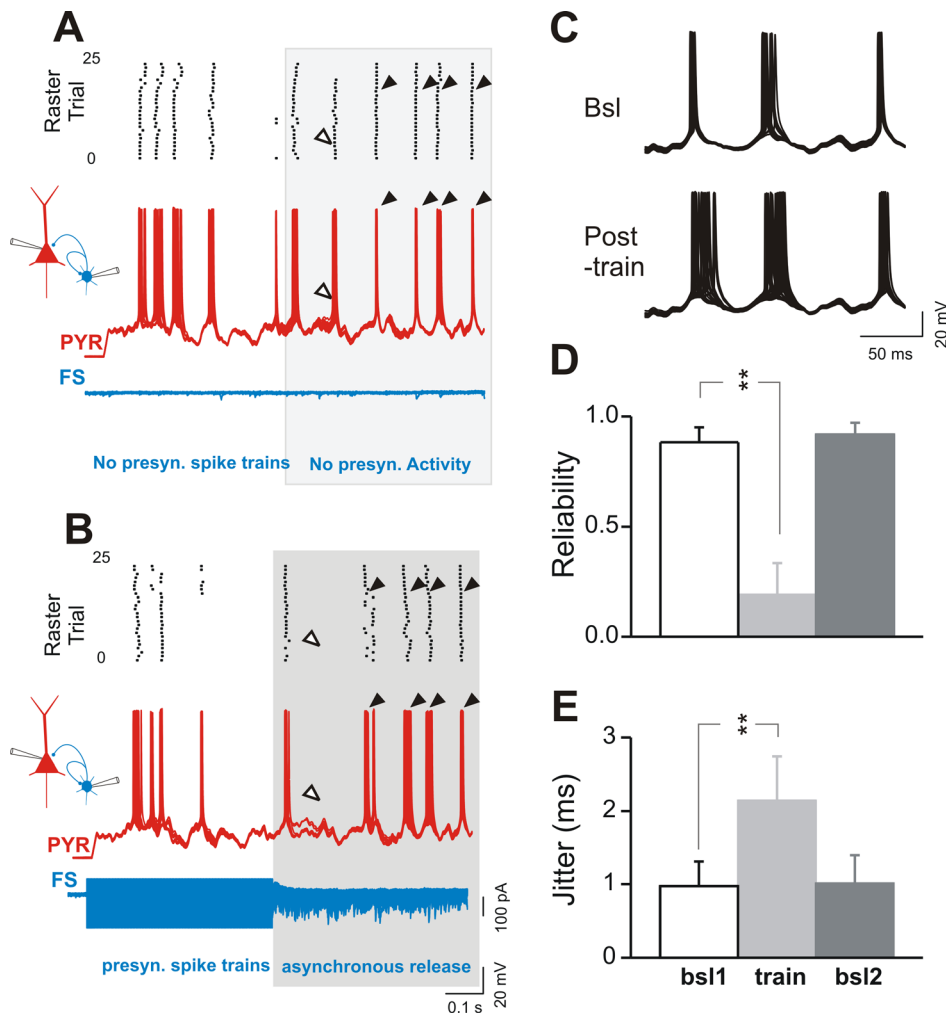 A
25
Raster
Trial
0
PYR
FS
No presyn. spike trains
No presyn. Activity
B
25
Raster
Trial
0
PYR
FS
100 pA
presyn. spike trains
asynchronous release
20 mV
0.1 s
C
Bsl
Post
-train
20 mV
50 ms
D
**
1.0
0.5
0.0
Reliability
E
**
3
2
1
0
Jitter (ms)
bsl1
train
bsl2